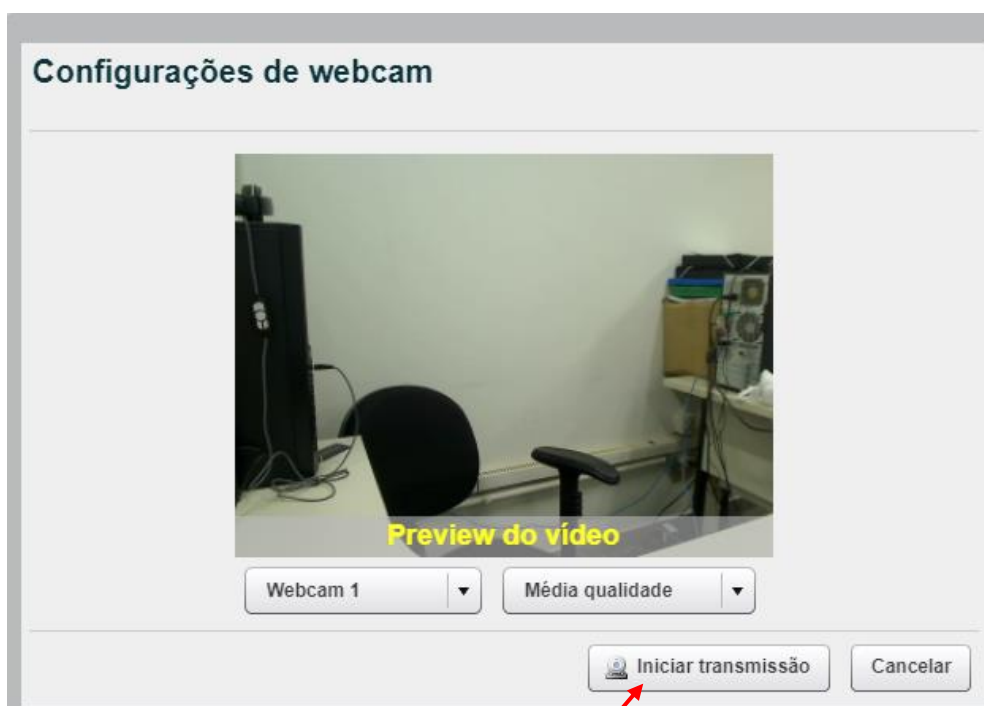 Configurações de webcam
Preview do vídeo
Webcam 1
Média qualidade
Iniciar transmissão
Cancelar